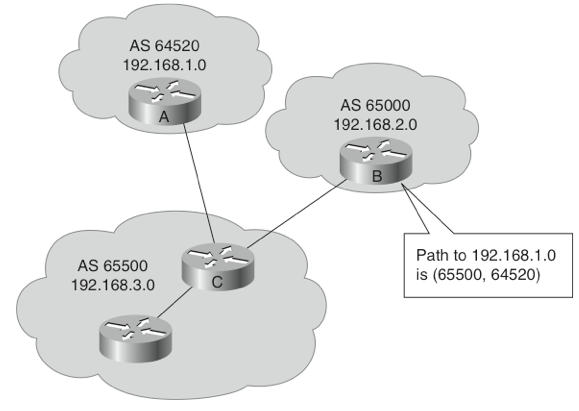 AS 64520
192.168.1.0
A
AS 65000
192.168.2.0
B
Path to 192.168.1.0
is (65500, 64520)
AS 65500
192.168.3.0
C